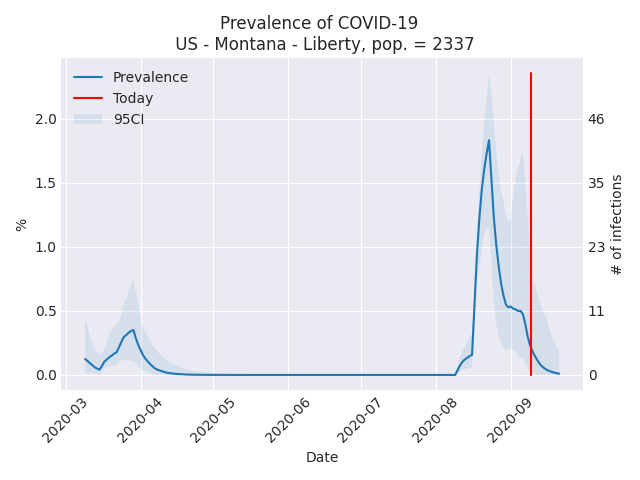 Prevalence of COVID-19
US - Montana - Liberty, pop. = 2337
Prevalence
Today
95CI
2.0
1.5
1.0
0.5
0.0
%
46
35
23
11
0
# of infections
2020-03
2020-04
2020-05
2020-06
2020-07
2020-08
2020-09
Date